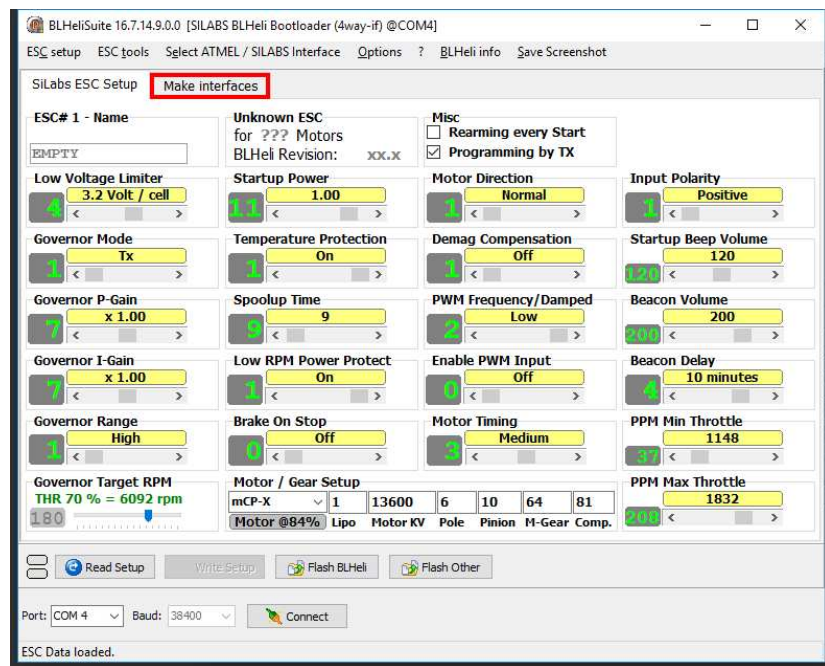 BLHeliSuite 16.7.14.9.0.0 [SILABS BLHeli Bootloader (4way-if) @COM4]
ESC setup ESC tools Select ATMEL / SILABS Interface Options ? BLHeli info Save Screenshot
SiLabs ESC Setup Make interfaces
ESC# 1 - Name Unknown ESC Misc
for ??? Motors Rearming every Start
EMPTY BLHeli Revision: xx.x Programming by TX
Low Voltage Limiter Startup Power Motor Direction Input Polarity
4 3.2 Volt / cell 11 1.00 1 Normal 1 Positive
Governor Mode Temperature Protection Demag Compensation Startup Beep Volume
1 Tx 1 On 1 Off 120 120
Governor P-Gain Spoolup Time PWM Frequency/Damped Beacon Volume
7 x 1.00 9 9 2 Low 200 200
Governor I-Gain Low RPM Power Protect Enable PWM Input Beacon Delay
7 x 1.00 1 On 0 Off 4 10 minutes
Governor Range Brake On Stop Motor Timing PPM Min Throttle
1 High 0 Off 3 Medium 37 1148
Governor Target RPM Motor / Gear Setup PPM Max Throttle
THR 70 % = 6092 rpm mCP-X 1 13600 6 10 64 81 1832
180 Motor @84% Lipo Motor KV Pole Pinion M-Gear Comp. 208
Read Setup Write Setup Flash BLHeli Flash Other
Port: COM 4 Baud: 38400 Connect
ESC Data loaded.